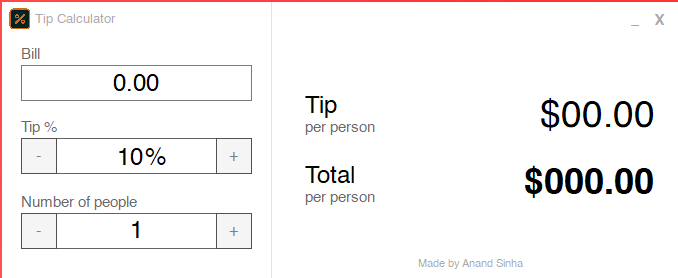 Tip Calculator
_ X
Bill
0.00
Tip %
- 10% +
Number of people
- 1 +
Tip
per person
$00.00
Total
per person
$000.00
Made by Anand Sinha